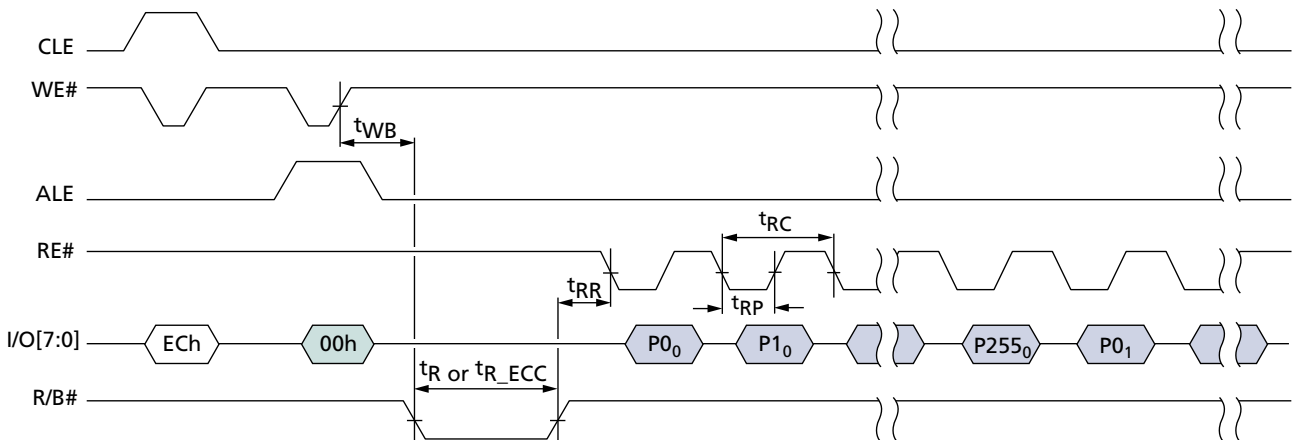 CLE
WE#
tWB
ALE
tRC
RE#
tRR
tRP
I/O[7:0] ECh 00h P0₀ P1₀ P255₀ P0₁
tR or tR_ECC
R/B#